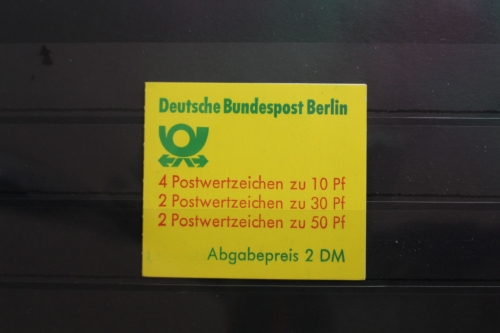 Deutsche Bundespost Berlin
4 Postwertzeichen zu 10 Pf
2 Postwertzeichen zu 30 Pf
2 Postwertzeichen zu 50 Pf
Abgabepreis 2 DM